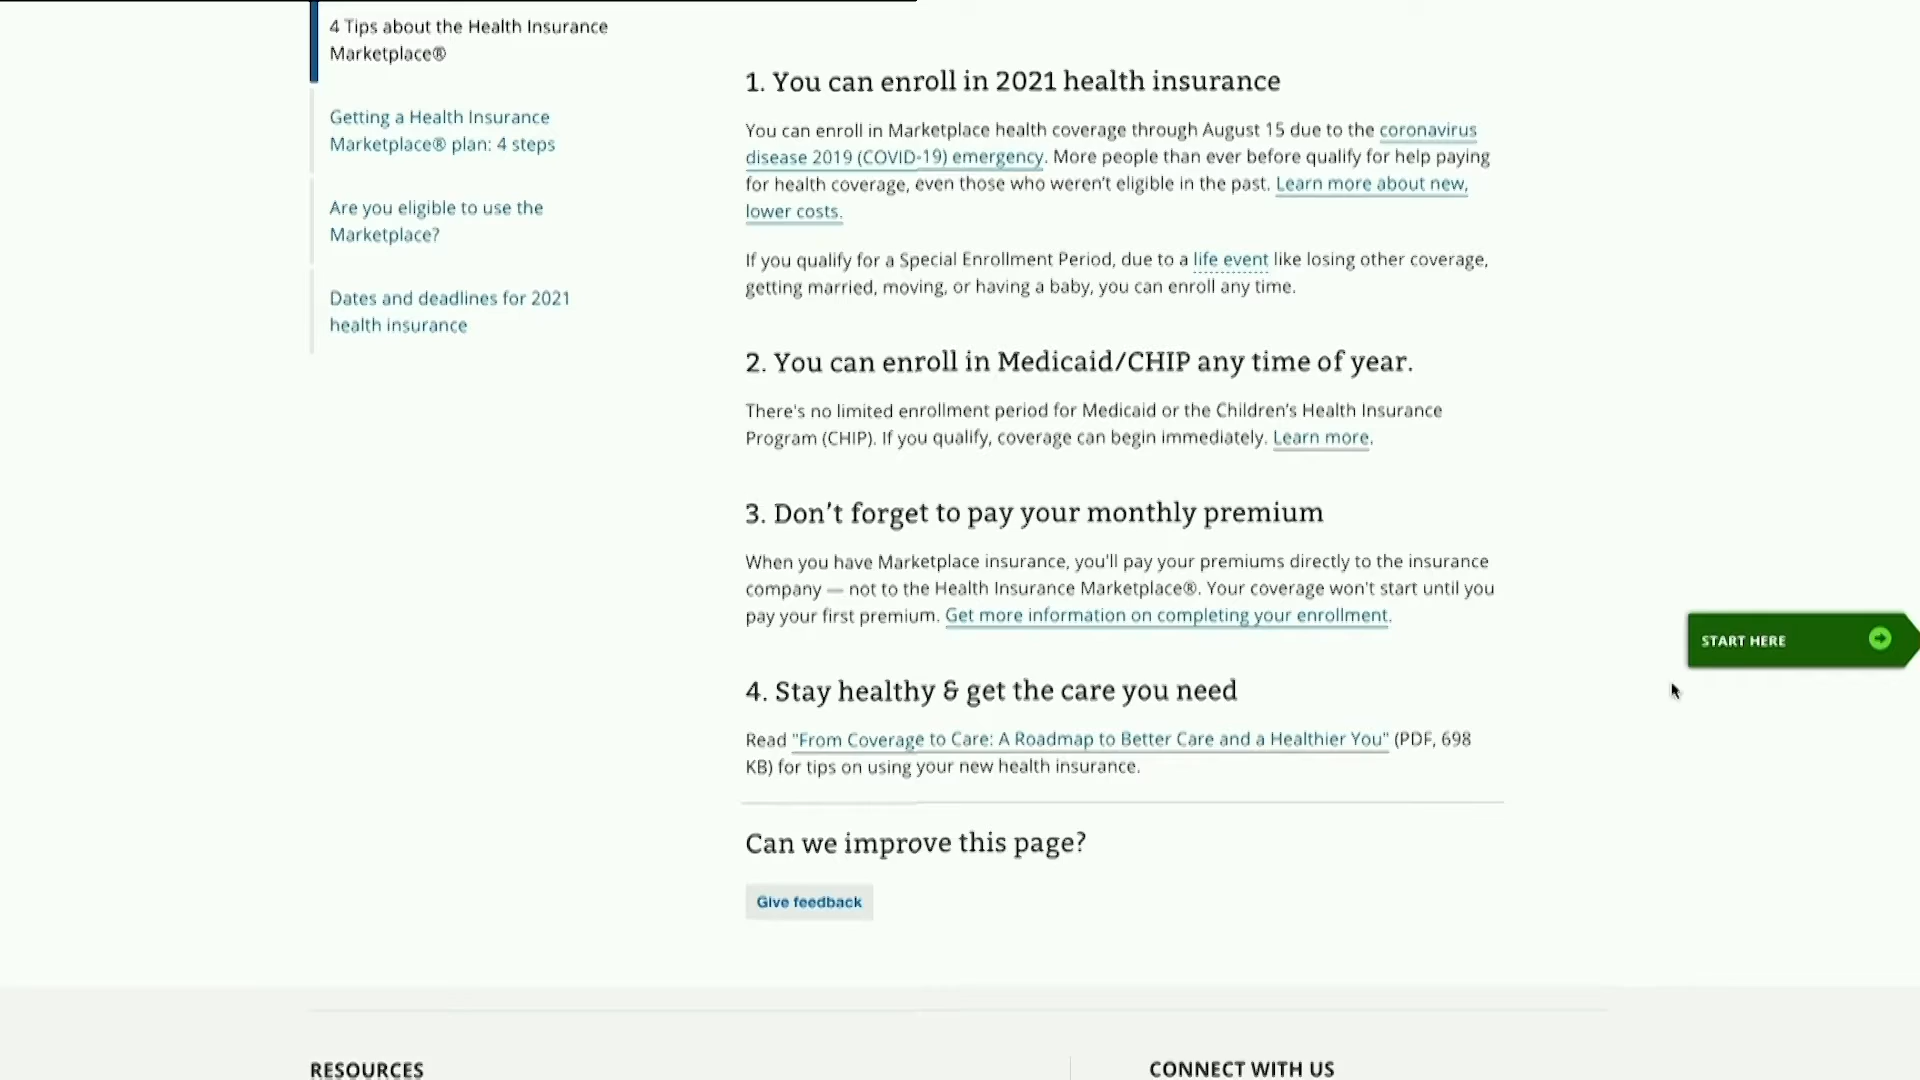 4 Tips about the Health Insurance
Marketplace®
Getting a Health Insurance
Marketplace® plan: 4 steps
Are you eligible to use the
Marketplace?
Dates and deadlines for 2021
health insurance
1. You can enroll in 2021 health insurance
You can enroll in Marketplace health coverage through August 15 due to the coronavirus
disease 2019 (COVID-19) emergency. More people than ever before qualify for help paying
for health coverage, even those who weren't eligible in the past. Learn more about new,
lower costs.
If you qualify for a Special Enrollment Period, due to a life event like losing other coverage,
getting married, moving, or having a baby, you can enroll any time.
2. You can enroll in Medicaid/CHIP any time of year.
There's no limited enrollment period for Medicaid or the Children's Health Insurance
Program (CHIP). If you qualify, coverage can begin immediately. Learn more.
3. Don't forget to pay your monthly premium
When you have Marketplace insurance, you'll pay your premiums directly to the insurance
company — not to the Health Insurance Marketplace®. Your coverage won't start until you
pay your first premium. Get more information on completing your enrollment.
START HERE
4. Stay healthy & get the care you need
Read "From Coverage to Care: A Roadmap to Better Care and a Healthier You" (PDF, 698
KB) for tips on using your new health insurance.
Can we improve this page?
Give feedback
RESOURCES
CONNECT WITH US